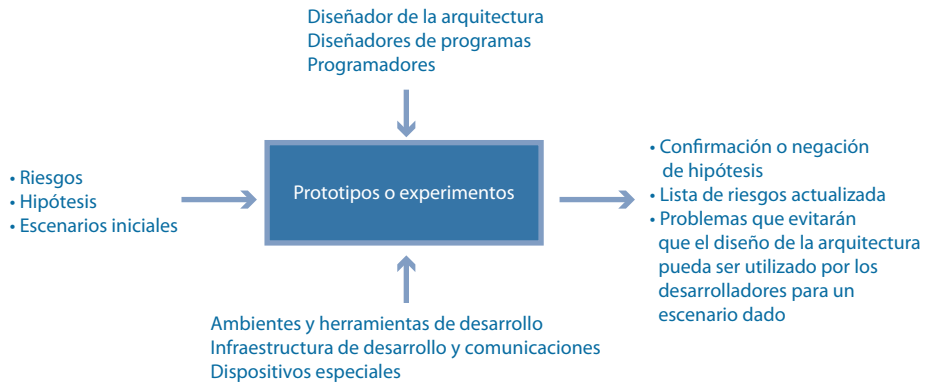 Diseñador de la arquitectura
Diseñadores de programas
Programadores
• Riesgos
• Hipótesis
• Escenarios iniciales
Prototipos o experimentos
• Confirmación o negación
de hipótesis
• Lista de riesgos actualizada
• Problemas que evitarán
que el diseño de la arquitectura
pueda ser utilizado por los
desarrolladores para un
escenario dado
Ambientes y herramientas de desarrollo
Infraestructura de desarrollo y comunicaciones
Dispositivos especiales